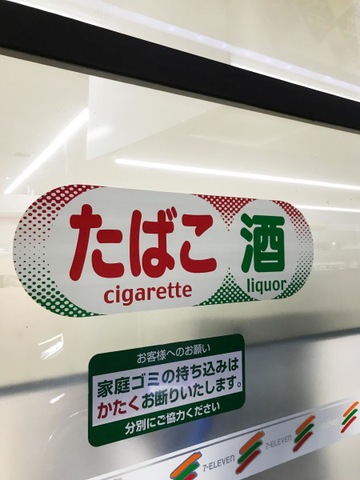 たばこ 酒
cigarette liquor
お客様へのお願い
家庭ゴミの持ち込みは
かたくお断りいたします。
分別にご協力ください
7-ELEVEN 7-ELEVEN